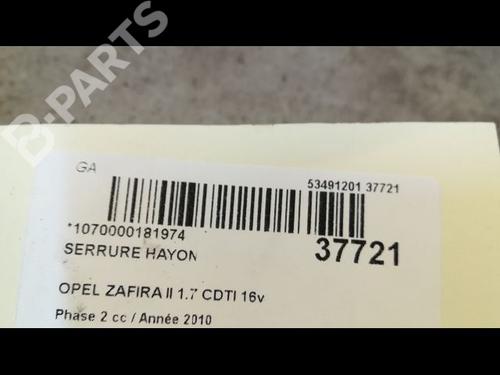 B-PARTS
GA
53491201 37721
*1070000181974
SERRURE HAYON
37721
OPEL ZAFIRA II 1.7 CDTI 16v
Phase 2 cc / Année 2010